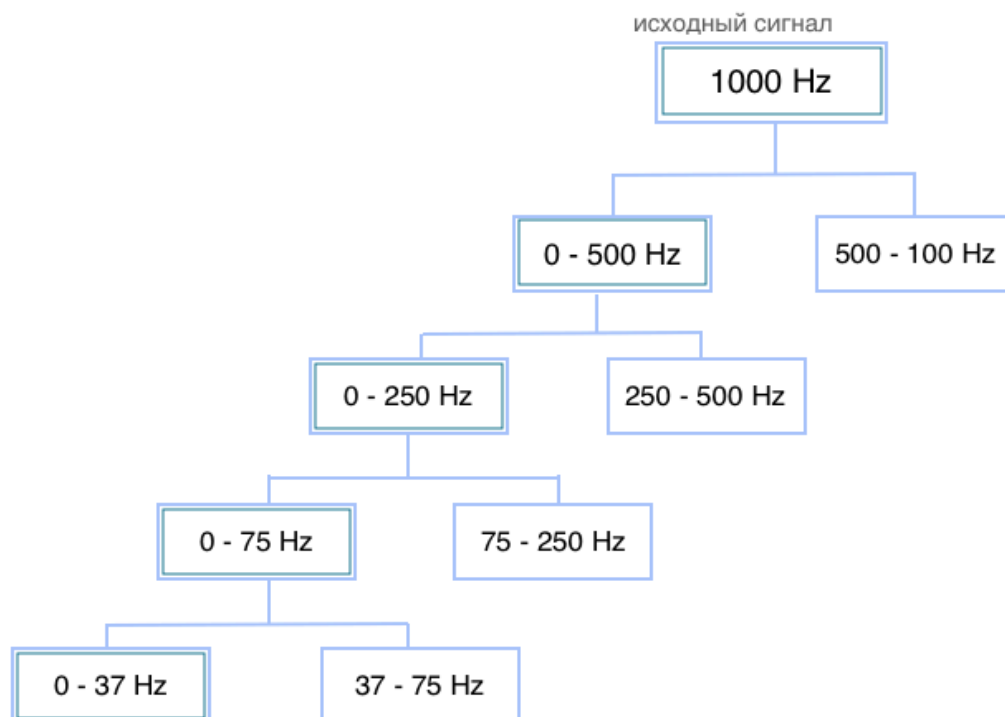 исходный сигнал
1000 Hz
0 - 500 Hz
500 - 100 Hz
0 - 250 Hz
250 - 500 Hz
0 - 75 Hz
75 - 250 Hz
0 - 37 Hz
37 - 75 Hz